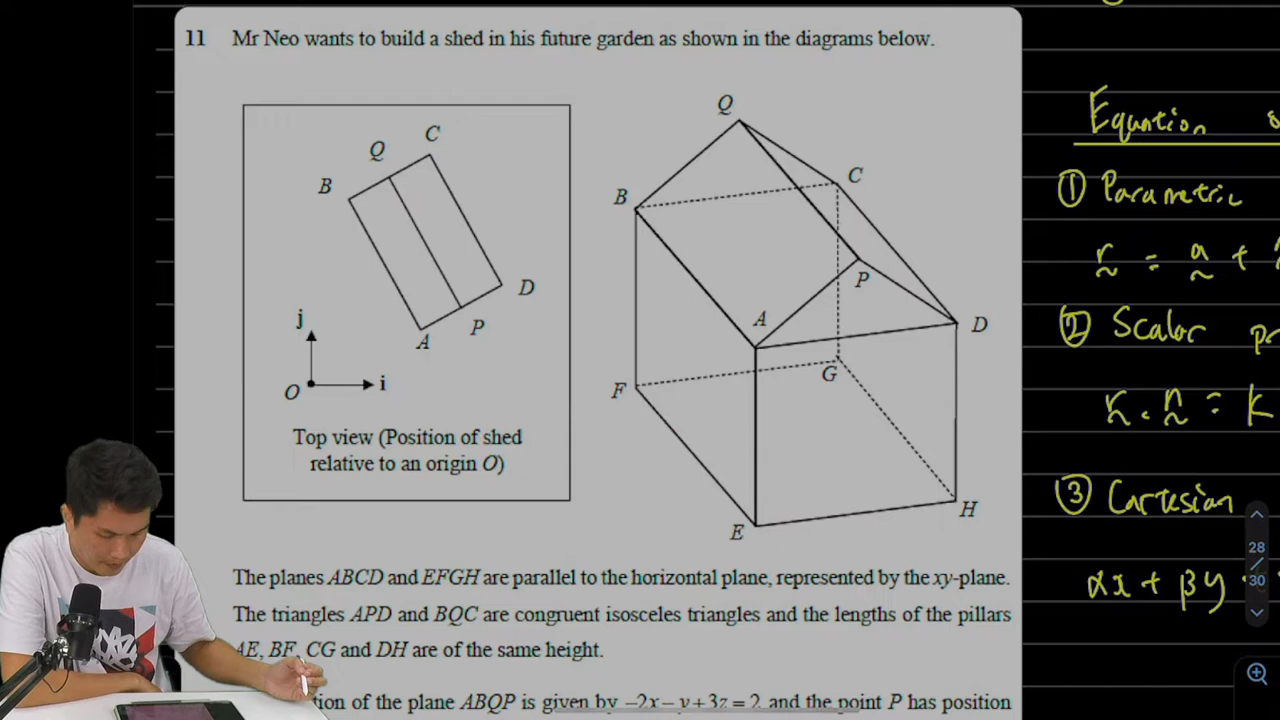 11 Mr Neo wants to build a shed in his future garden as shown in the diagrams below.
Q
C
B
D
P
A
j
O
i
Top view (Position of shed
relative to an origin O)
Q
C
B
P
A
D
G
F
H
E
The planes ABCD and EFGH are parallel to the horizontal plane, represented by the xy-plane.
The triangles APD and BQC are congruent isosceles triangles and the lengths of the pillars
AE, BF, CG and DH are of the same height.
of the plane ABQP is given by −2x−y+3z=2 and the point P has position
Equation
① Parametric
r = a +
② Scalar
r . n = k
③ Cartesian
αx + βy
28
/
30